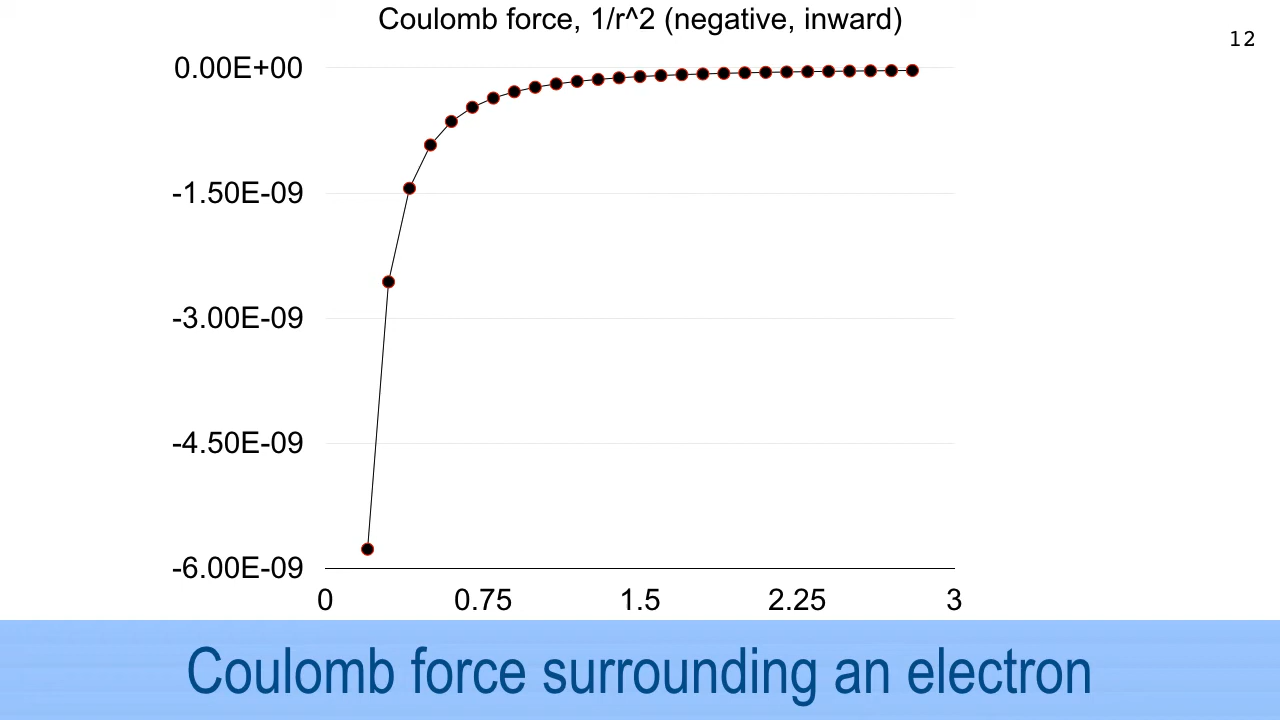 Coulomb force, 1/r^2 (negative, inward)
12
0.00E+00
-1.50E-09
-3.00E-09
-4.50E-09
-6.00E-09
0 0.75 1.5 2.25 3
Coulomb force surrounding an electron